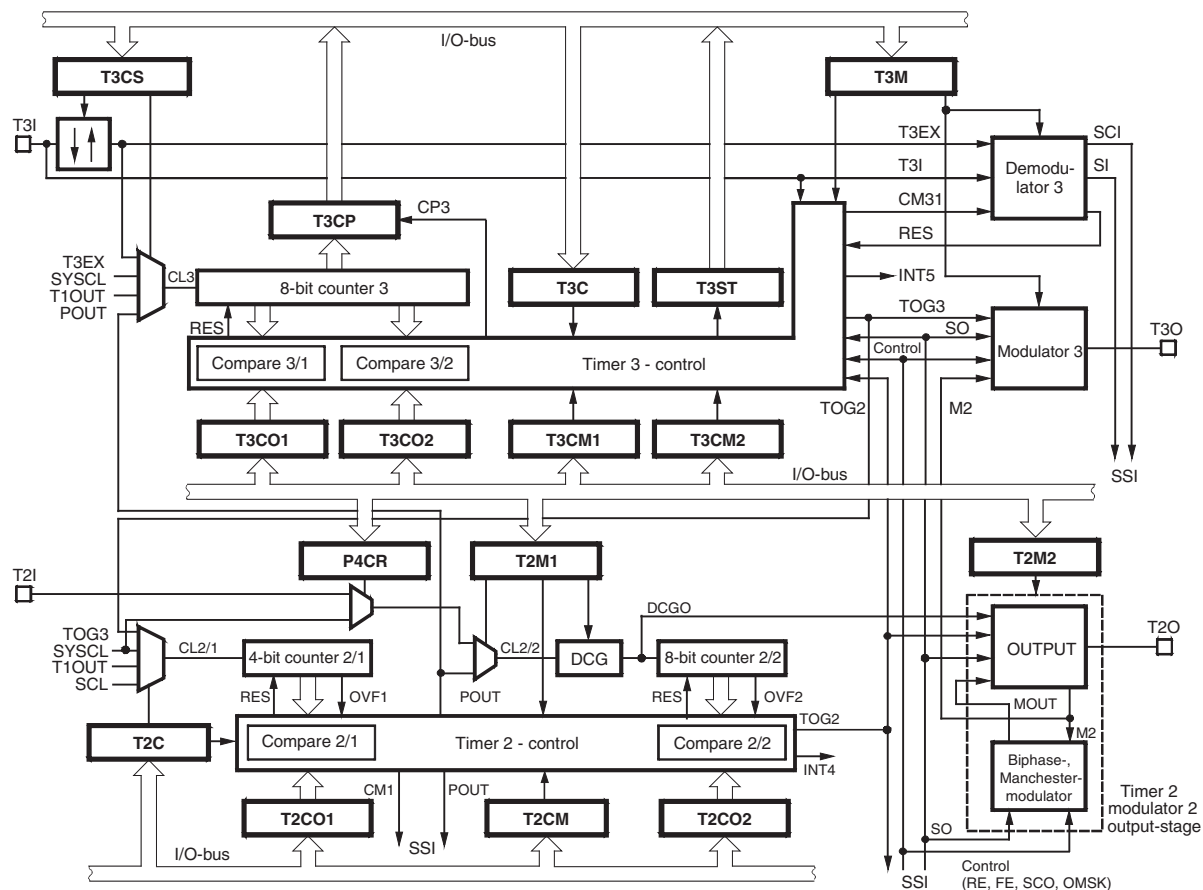 I/O-bus
T3CS
T3M
T3I
T3EX
SCI
T3I
SI
Demodu-
lator 3
T3CP
CP3
CM31
RES
T3EX
SYSCL
T1OUT
POUT
CL3
8-bit counter 3
T3C
T3ST
INT5
RES
TOG3
SO
T3O
Compare 3/1
Compare 3/2
Timer 3 - control
Control
Modulator 3
TOG2
M2
T3CO1
T3CO2
T3CM1
T3CM2
I/O-bus
SSI
P4CR
T2M1
T2M2
T2I
DCGO
TOG3
SYSCL
T1OUT
SCL
CL2/1
4-bit counter 2/1
CL2/2
DCG
8-bit counter 2/2
OUTPUT
T2O
RES
OVF1
POUT
RES
OVF2
MOUT
T2C
Compare 2/1
Timer 2 - control
Compare 2/2
TOG2
M2
INT4
Biphase-,
Manchester-
modulator
CM1
POUT
Timer 2
modulator 2
output-stage
T2CO1
T2CM
T2CO2
SSI
SO
I/O-bus
SSI
Control
(RE, FE, SCO, OMSK)